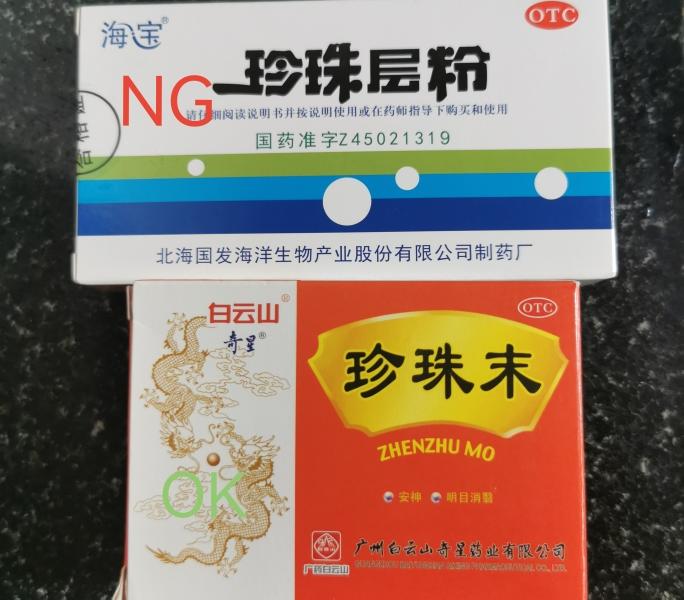 海宝®
OTC
珍珠层粉
NG
请仔细阅读说明书并按说明使用或在药师指导下购买和使用
国药准字Z45021319
北海国发海洋生物产业股份有限公司制药厂
白云山®
奇星®
OTC
珍珠末
ZHENZHU MO
OK
安神 明目消翳
广药白云山
广州白云山奇星药业有限公司